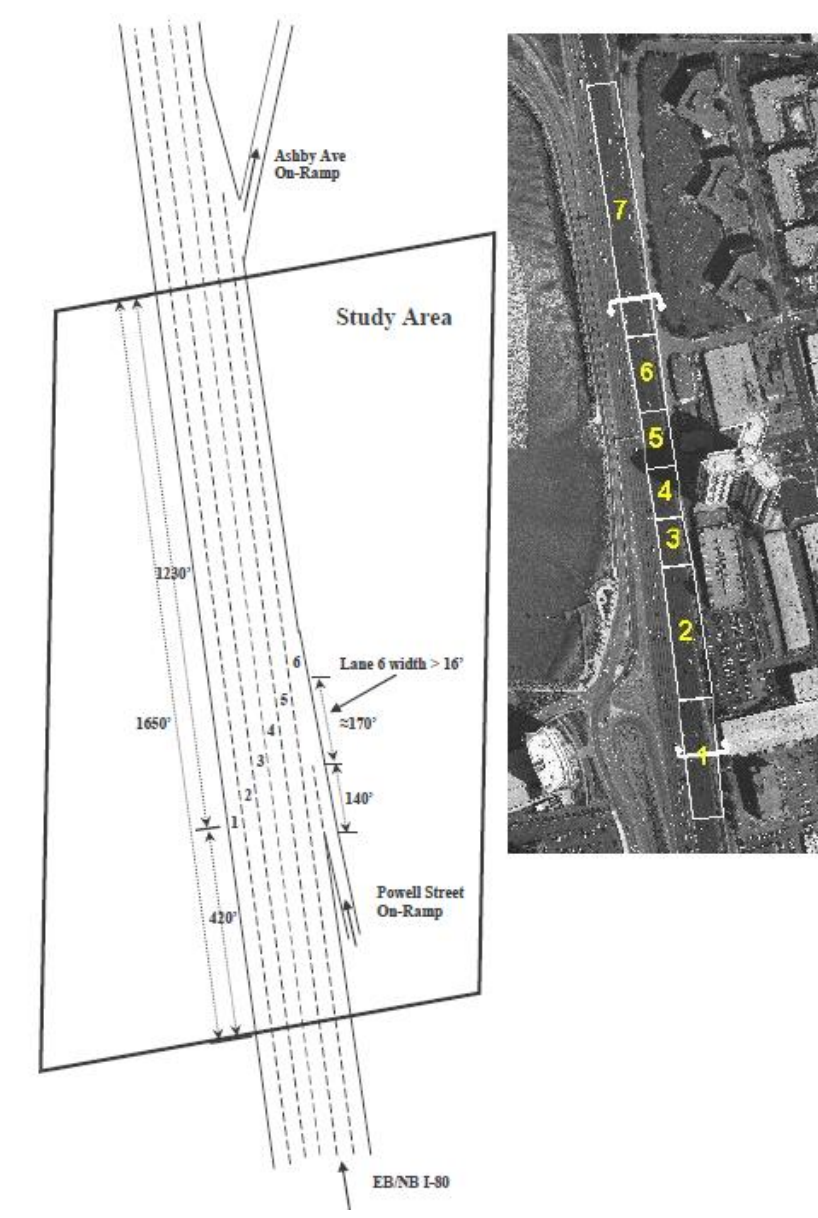 Ashby Ave
On-Ramp
Study Area
1230’
6
Lane 6 width > 16’
5
1650’
≈170’
4
3
2
140’
1
Powell Street
On-Ramp
420’
EB/NB I-80
7
6
5
4
3
2
1